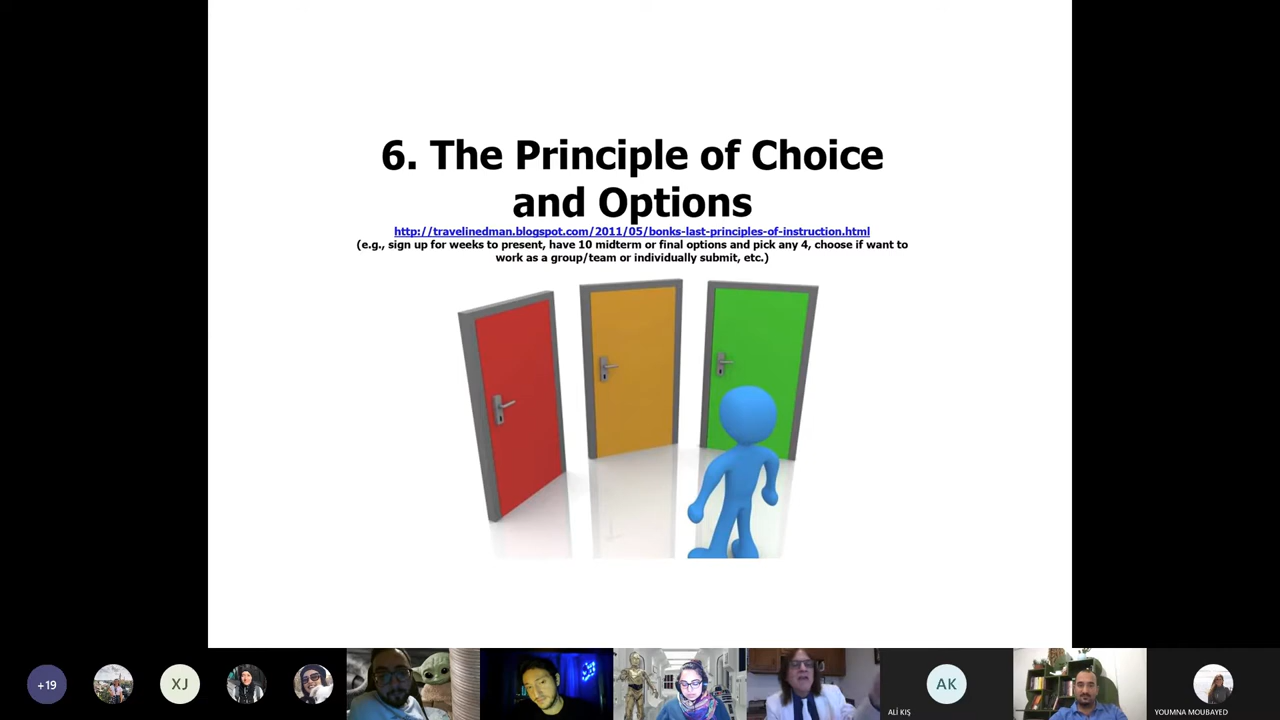 6. The Principle of Choice
and Options
http://travelinedman.blogspot.com/2011/05/bonks-last-principles-of-instruction.html
(e.g., sign up for weeks to present, have 10 midterm or final options and pick any 4, choose if want to
work as a group/team or individually submit, etc.)
+19
XJ
AK
ALİ KIŞ
YOUMNA MOUBAYED